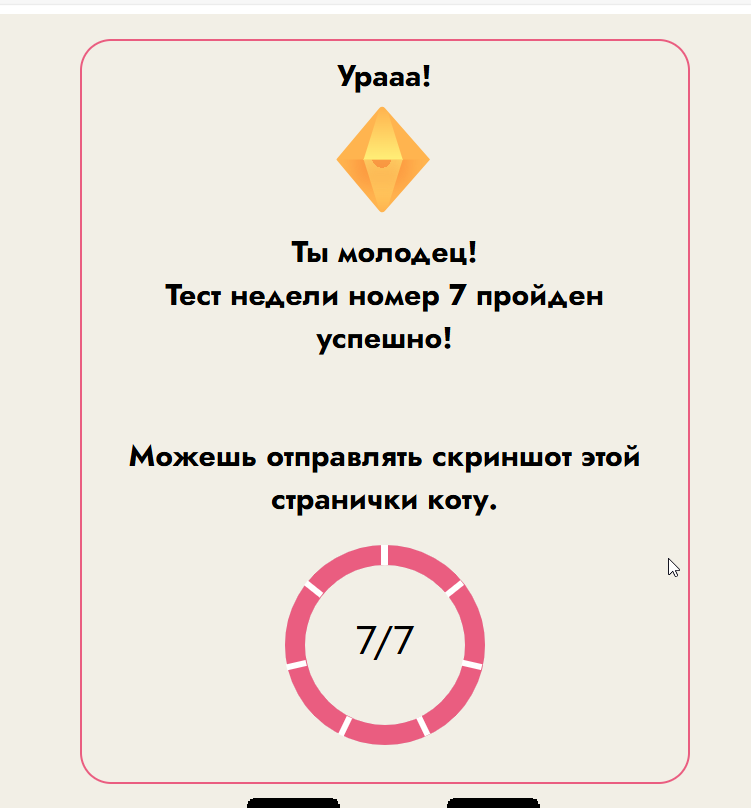 Урааа!
Ты молодец!
Тест недели номер 7 пройден
успешно!
Можешь отправлять скриншот этой
странички коту.
7/7